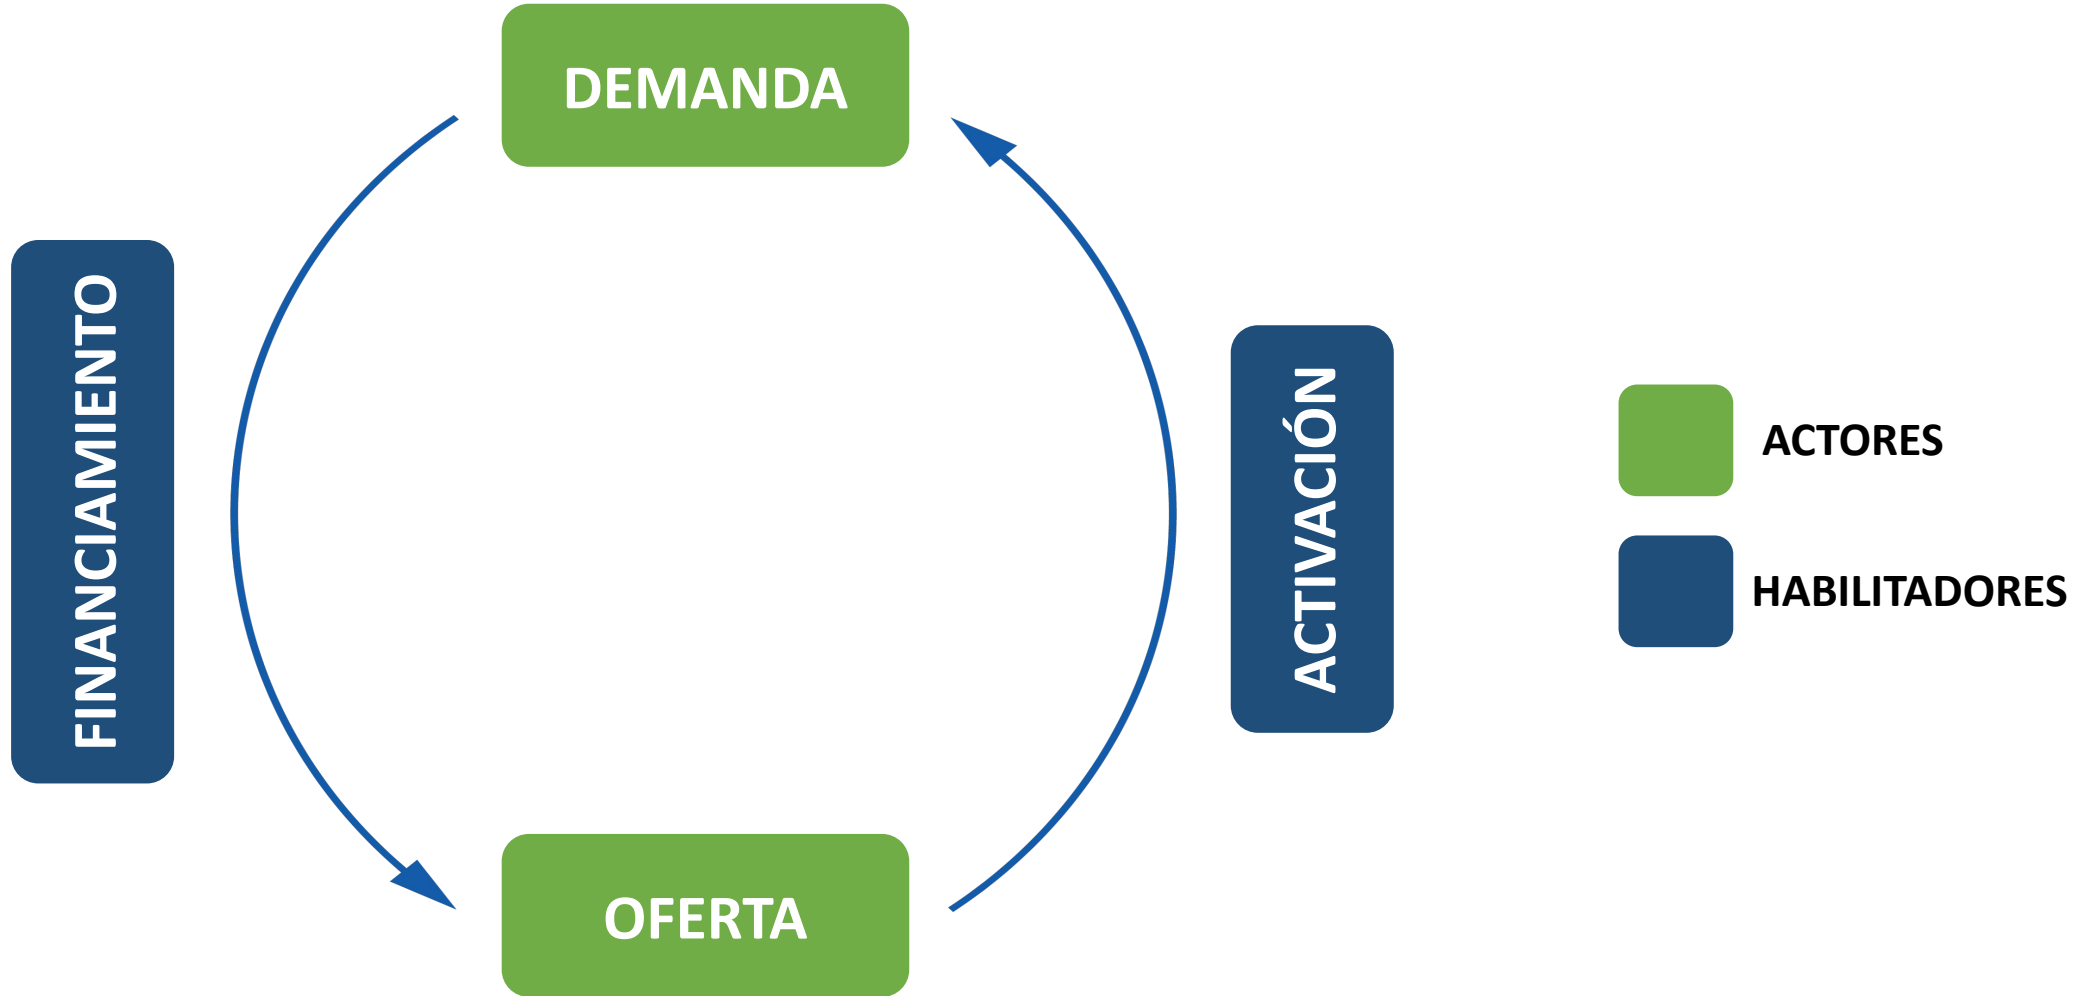 DEMANDA
FINANCIAMIENTO
ACTIVACIÓN
OFERTA
ACTORES
HABILITADORES